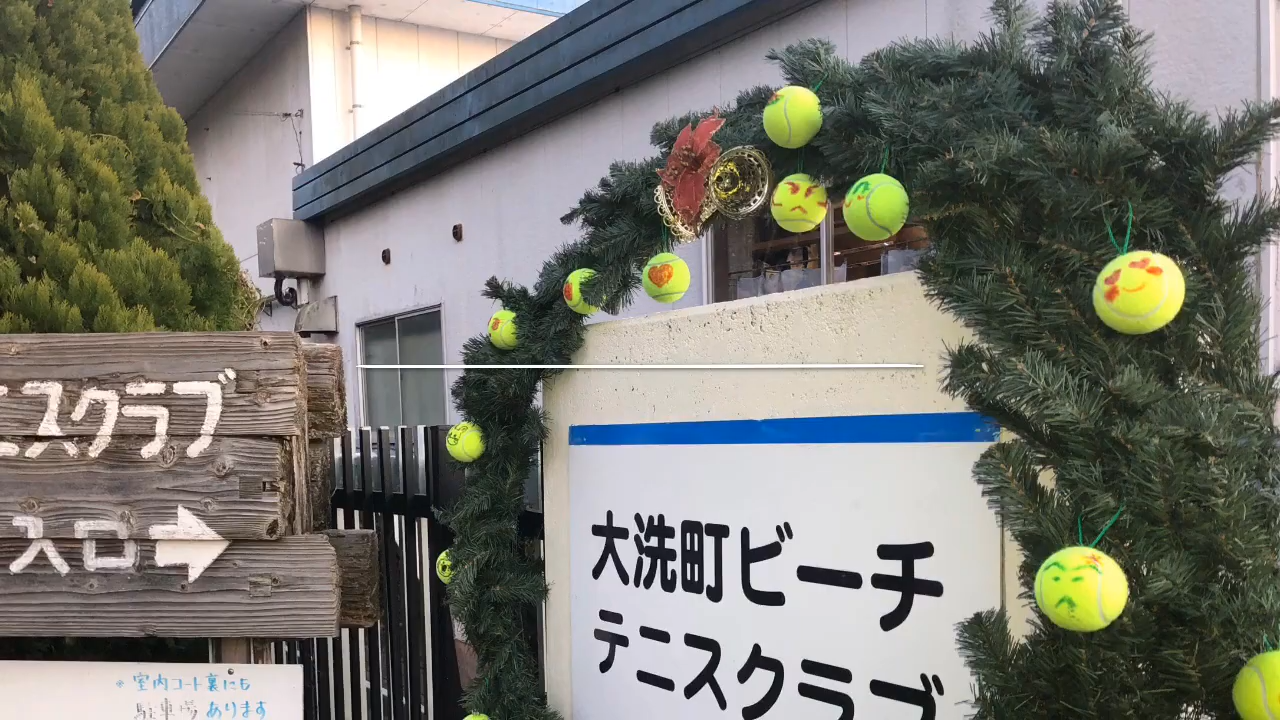 ニスクラブ
入口→
※室内コート裏にも
駐車場あります
大洗町ビーチ
テニスクラブ